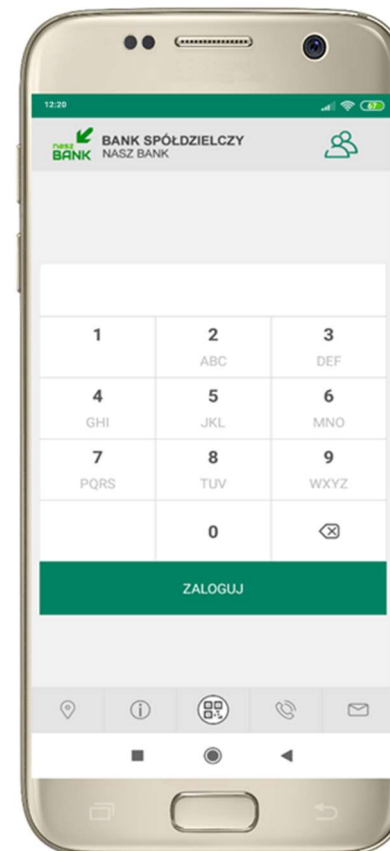 12:20
67
nasz
BANK
BANK SPÓŁDZIELCZY
NASZ BANK
1 2 3
ABC DEF
4 5 6
GHI JKL MNO
7 8 9
PQRS TUV WXYZ
0
ZALOGUJ